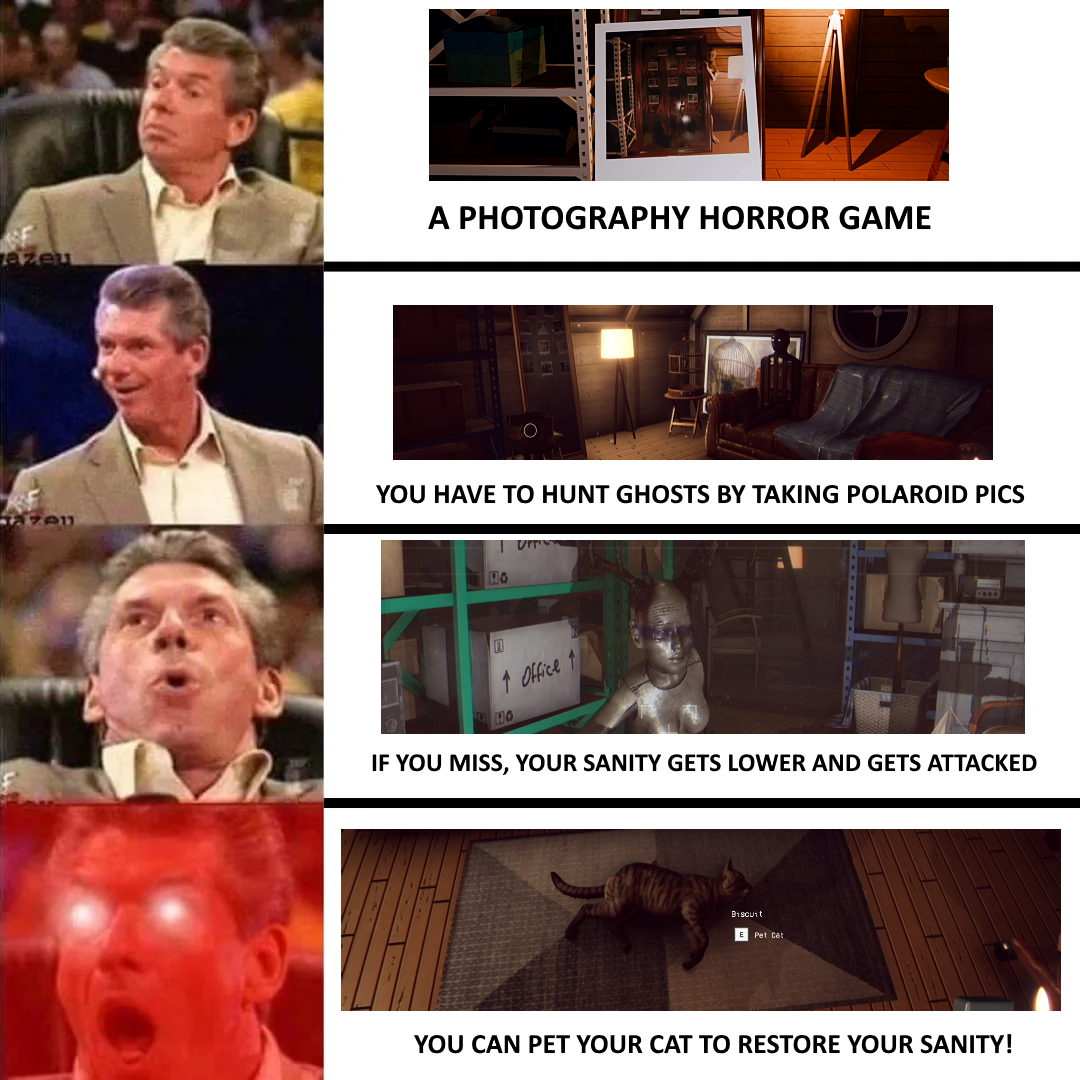 A PHOTOGRAPHY HORROR GAME
YOU HAVE TO HUNT GHOSTS BY TAKING POLAROID PICS
office
↑ office ↑
IF YOU MISS, YOUR SANITY GETS LOWER AND GETS ATTACKED
Biscuit
E Pet Cat
YOU CAN PET YOUR CAT TO RESTORE YOUR SANITY!